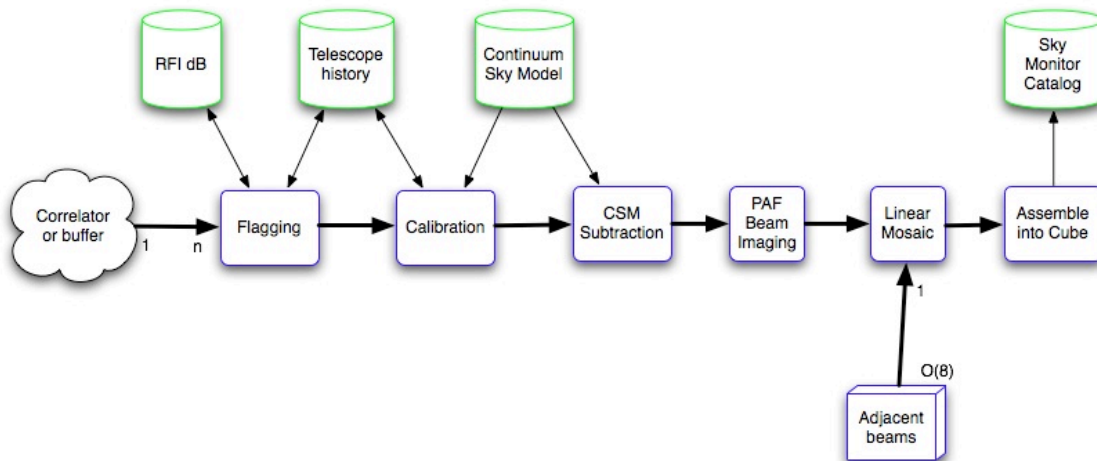 RFI dB
Telescope
history
Continuum
Sky Model
Sky
Monitor
Catalog
Correlator
or buffer
1
n
Flagging
Calibration
CSM
Subtraction
PAF
Beam
Imaging
Linear
Mosaic
Assemble
into Cube
1
O(8)
Adjacent
beams